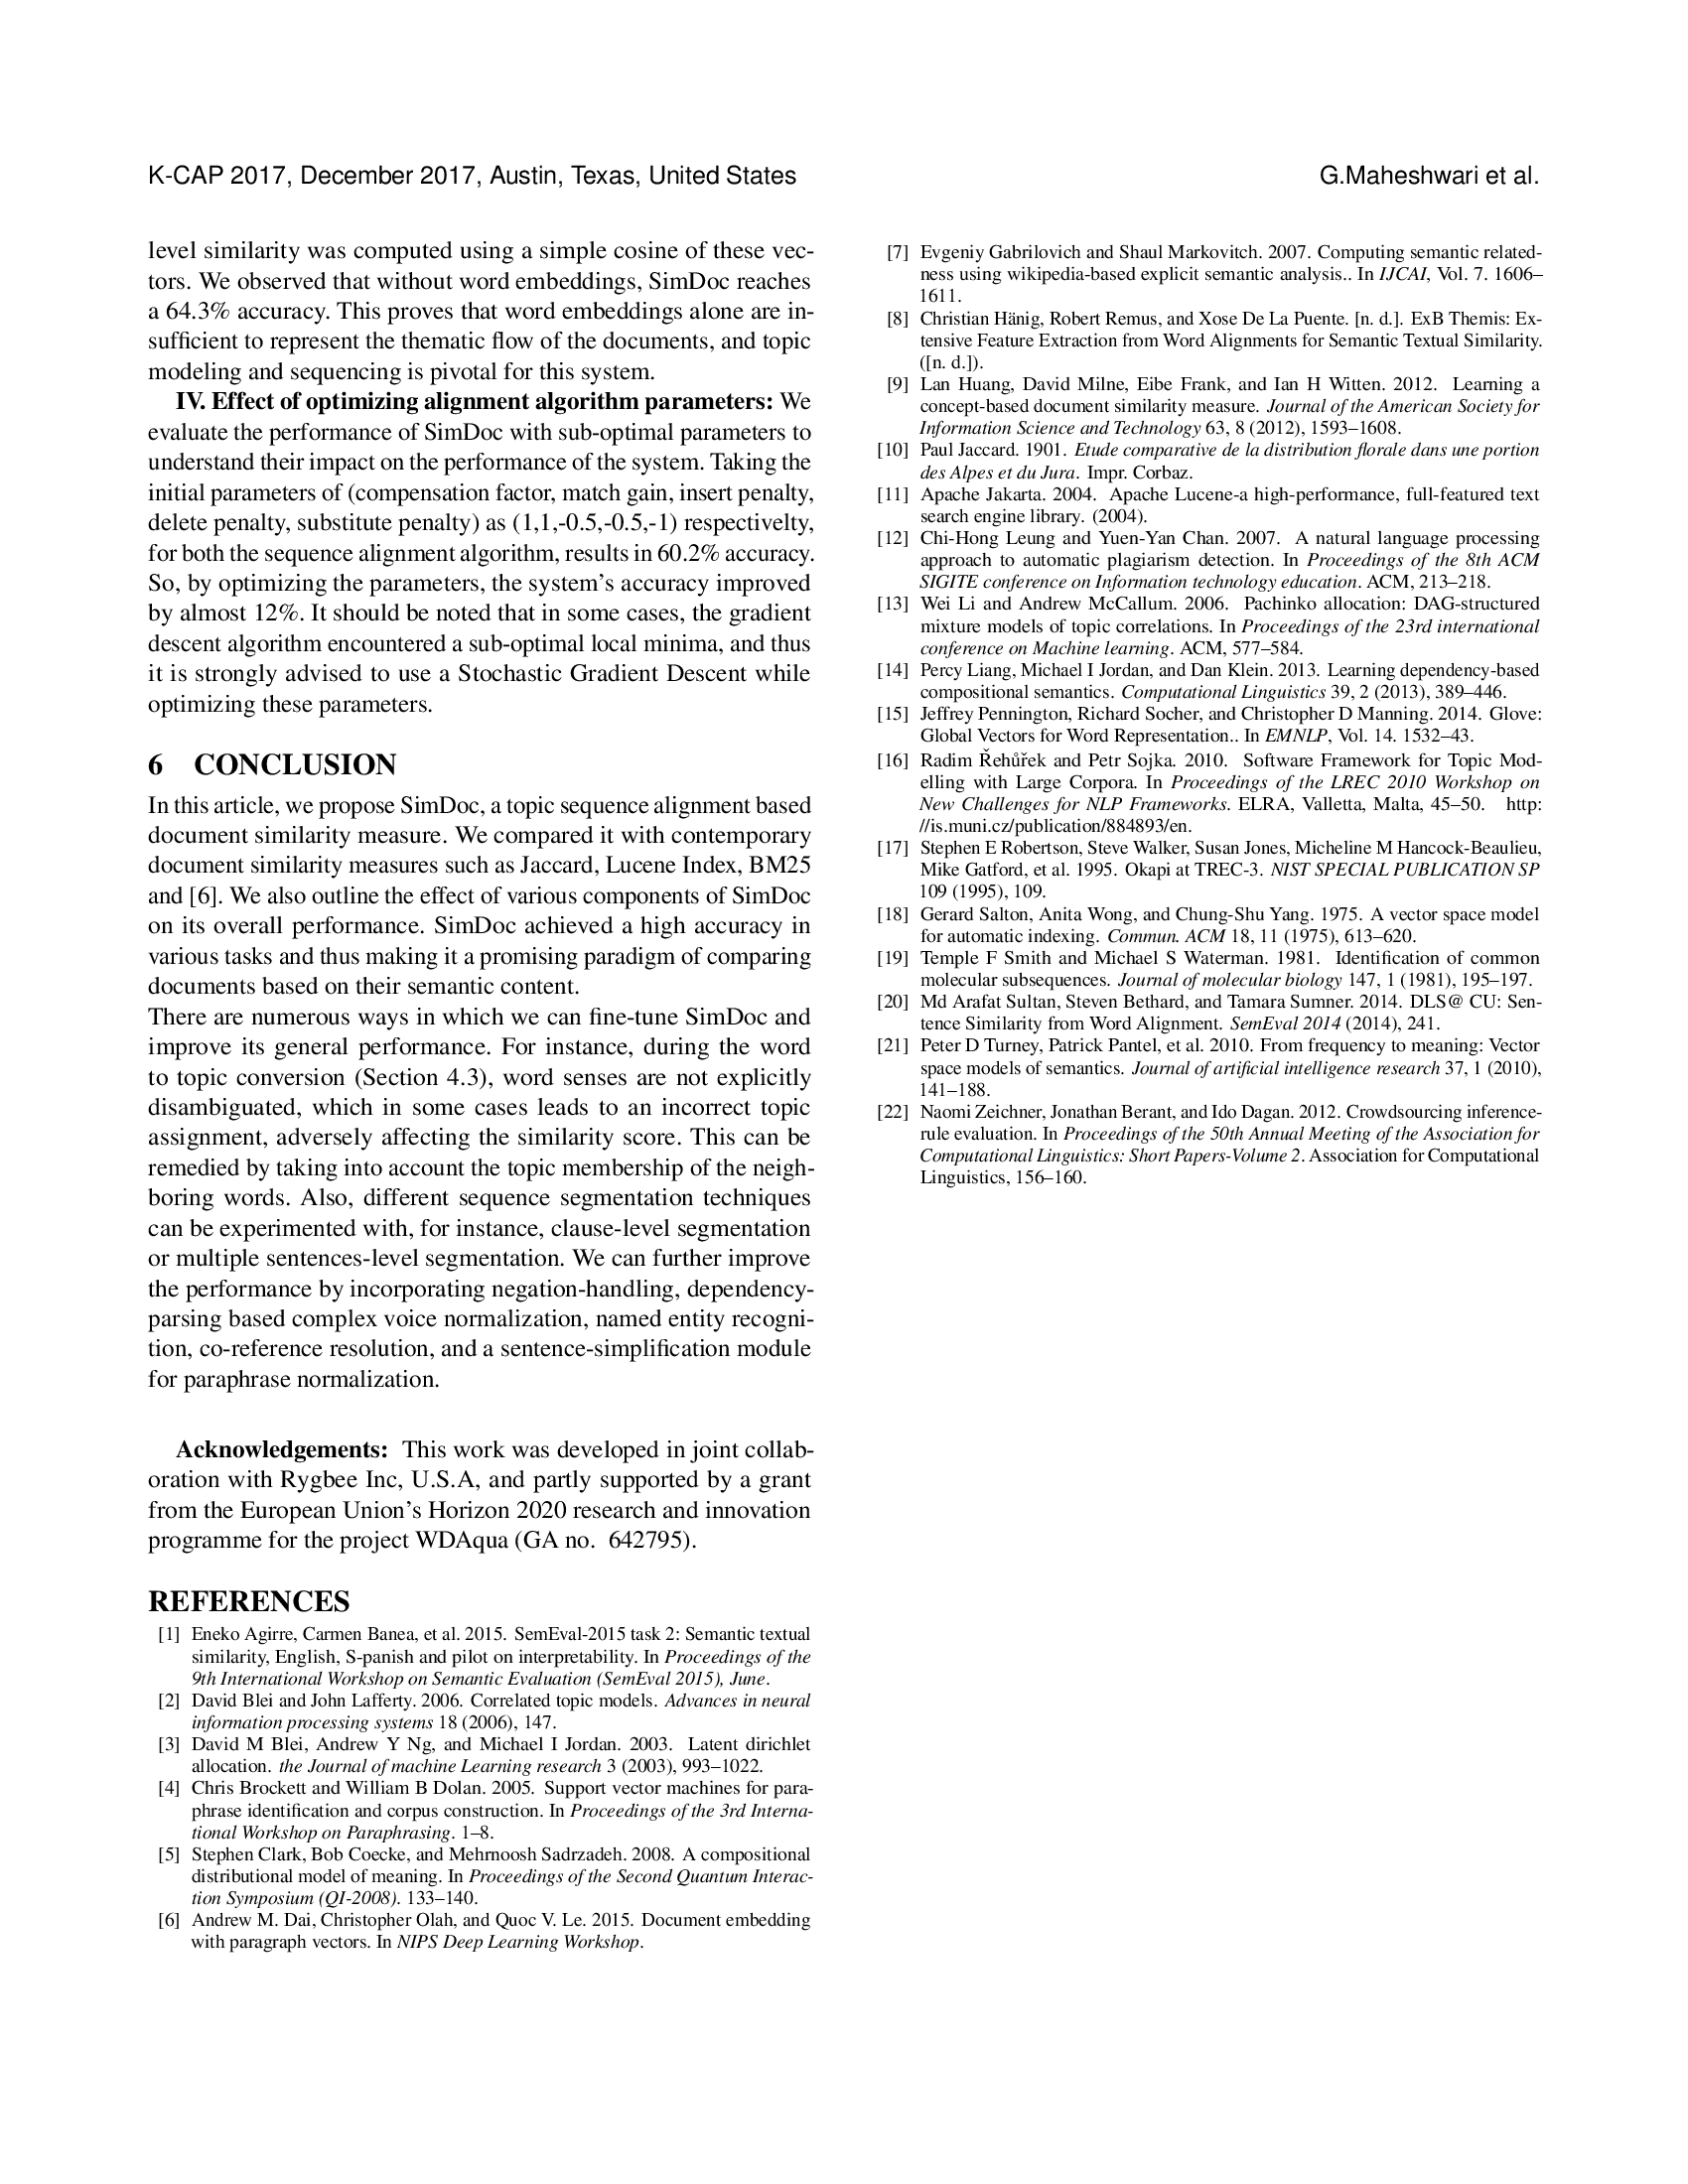 K-CAP 2017, December 2017, Austin, Texas, United States
G.Maheshwari et al.
level similarity was computed using a simple cosine of these vec-
tors. We observed that without word embeddings, SimDoc reaches
a 64.3% accuracy. This proves that word embeddings alone are in-
sufficient to represent the thematic flow of the documents, and topic
modeling and sequencing is pivotal for this system.
IV. Effect of optimizing alignment algorithm parameters: We
evaluate the performance of SimDoc with sub-optimal parameters to
understand their impact on the performance of the system. Taking the
initial parameters of (compensation factor, match gain, insert penalty,
delete penalty, substitute penalty) as (1,1,-0.5,-0.5,-1) respectivelty,
for both the sequence alignment algorithm, results in 60.2% accuracy.
So, by optimizing the parameters, the system's accuracy improved
by almost 12%. It should be noted that in some cases, the gradient
descent algorithm encountered a sub-optimal local minima, and thus
it is strongly advised to use a Stochastic Gradient Descent while
optimizing these parameters.
6 CONCLUSION
In this article, we propose SimDoc, a topic sequence alignment based
document similarity measure. We compared it with contemporary
document similarity measures such as Jaccard, Lucene Index, BM25
and [6]. We also outline the effect of various components of SimDoc
on its overall performance. SimDoc achieved a high accuracy in
various tasks and thus making it a promising paradigm of comparing
documents based on their semantic content.
There are numerous ways in which we can fine-tune SimDoc and
improve its general performance. For instance, during the word
to topic conversion (Section 4.3), word senses are not explicitly
disambiguated, which in some cases leads to an incorrect topic
assignment, adversely affecting the similarity score. This can be
remedied by taking into account the topic membership of the neigh-
boring words. Also, different sequence segmentation techniques
can be experimented with, for instance, clause-level segmentation
or multiple sentences-level segmentation. We can further improve
the performance by incorporating negation-handling, dependency-
parsing based complex voice normalization, named entity recogni-
tion, co-reference resolution, and a sentence-simplification module
for paraphrase normalization.
Acknowledgements: This work was developed in joint collab-
oration with Rygbee Inc, U.S.A, and partly supported by a grant
from the European Union's Horizon 2020 research and innovation
programme for the project WDAqua (GA no. 642795).
REFERENCES
[1] Eneko Agirre, Carmen Banea, et al. 2015. SemEval-2015 task 2: Semantic textual
similarity, English, S-panish and pilot on interpretability. In Proceedings of the
9th International Workshop on Semantic Evaluation (SemEval 2015), June.
[2] David Blei and John Lafferty. 2006. Correlated topic models. Advances in neural
information processing systems 18 (2006), 147.
[3] David M Blei, Andrew Y Ng, and Michael I Jordan. 2003. Latent dirichlet
allocation. the Journal of machine Learning research 3 (2003), 993–1022.
[4] Chris Brockett and William B Dolan. 2005. Support vector machines for para-
phrase identification and corpus construction. In Proceedings of the 3rd Interna-
tional Workshop on Paraphrasing. 1–8.
[5] Stephen Clark, Bob Coecke, and Mehrnoosh Sadrzadeh. 2008. A compositional
distributional model of meaning. In Proceedings of the Second Quantum Interac-
tion Symposium (QI-2008). 133–140.
[6] Andrew M. Dai, Christopher Olah, and Quoc V. Le. 2015. Document embedding
with paragraph vectors. In NIPS Deep Learning Workshop.
[7] Evgeniy Gabrilovich and Shaul Markovitch. 2007. Computing semantic related-
ness using wikipedia-based explicit semantic analysis.. In IJCAI, Vol. 7. 1606–
1611.
[8] Christian Hänig, Robert Remus, and Xose De La Puente. [n. d.]. ExB Themis: Ex-
tensive Feature Extraction from Word Alignments for Semantic Textual Similarity.
([n. d.]).
[9] Lan Huang, David Milne, Eibe Frank, and Ian H Witten. 2012. Learning a
concept-based document similarity measure. Journal of the American Society for
Information Science and Technology 63, 8 (2012), 1593–1608.
[10] Paul Jaccard. 1901. Etude comparative de la distribution florale dans une portion
des Alpes et du Jura. Impr. Corbaz.
[11] Apache Jakarta. 2004. Apache Lucene-a high-performance, full-featured text
search engine library. (2004).
[12] Chi-Hong Leung and Yuen-Yan Chan. 2007. A natural language processing
approach to automatic plagiarism detection. In Proceedings of the 8th ACM
SIGITE conference on Information technology education. ACM, 213–218.
[13] Wei Li and Andrew McCallum. 2006. Pachinko allocation: DAG-structured
mixture models of topic correlations. In Proceedings of the 23rd international
conference on Machine learning. ACM, 577–584.
[14] Percy Liang, Michael I Jordan, and Dan Klein. 2013. Learning dependency-based
compositional semantics. Computational Linguistics 39, 2 (2013), 389–446.
[15] Jeffrey Pennington, Richard Socher, and Christopher D Manning. 2014. Glove:
Global Vectors for Word Representation.. In EMNLP, Vol. 14. 1532–43.
[16] Radim Řehůřek and Petr Sojka. 2010. Software Framework for Topic Mod-
elling with Large Corpora. In Proceedings of the LREC 2010 Workshop on
New Challenges for NLP Frameworks. ELRA, Valletta, Malta, 45–50. http:
//is.muni.cz/publication/884893/en.
[17] Stephen E Robertson, Steve Walker, Susan Jones, Micheline M Hancock-Beaulieu,
Mike Gatford, et al. 1995. Okapi at TREC-3. NIST SPECIAL PUBLICATION SP
109 (1995), 109.
[18] Gerard Salton, Anita Wong, and Chung-Shu Yang. 1975. A vector space model
for automatic indexing. Commun. ACM 18, 11 (1975), 613–620.
[19] Temple F Smith and Michael S Waterman. 1981. Identification of common
molecular subsequences. Journal of molecular biology 147, 1 (1981), 195–197.
[20] Md Arafat Sultan, Steven Bethard, and Tamara Sumner. 2014. DLS@ CU: Sen-
tence Similarity from Word Alignment. SemEval 2014 (2014), 241.
[21] Peter D Turney, Patrick Pantel, et al. 2010. From frequency to meaning: Vector
space models of semantics. Journal of artificial intelligence research 37, 1 (2010),
141–188.
[22] Naomi Zeichner, Jonathan Berant, and Ido Dagan. 2012. Crowdsourcing inference-
rule evaluation. In Proceedings of the 50th Annual Meeting of the Association for
Computational Linguistics: Short Papers-Volume 2. Association for Computational
Linguistics, 156–160.